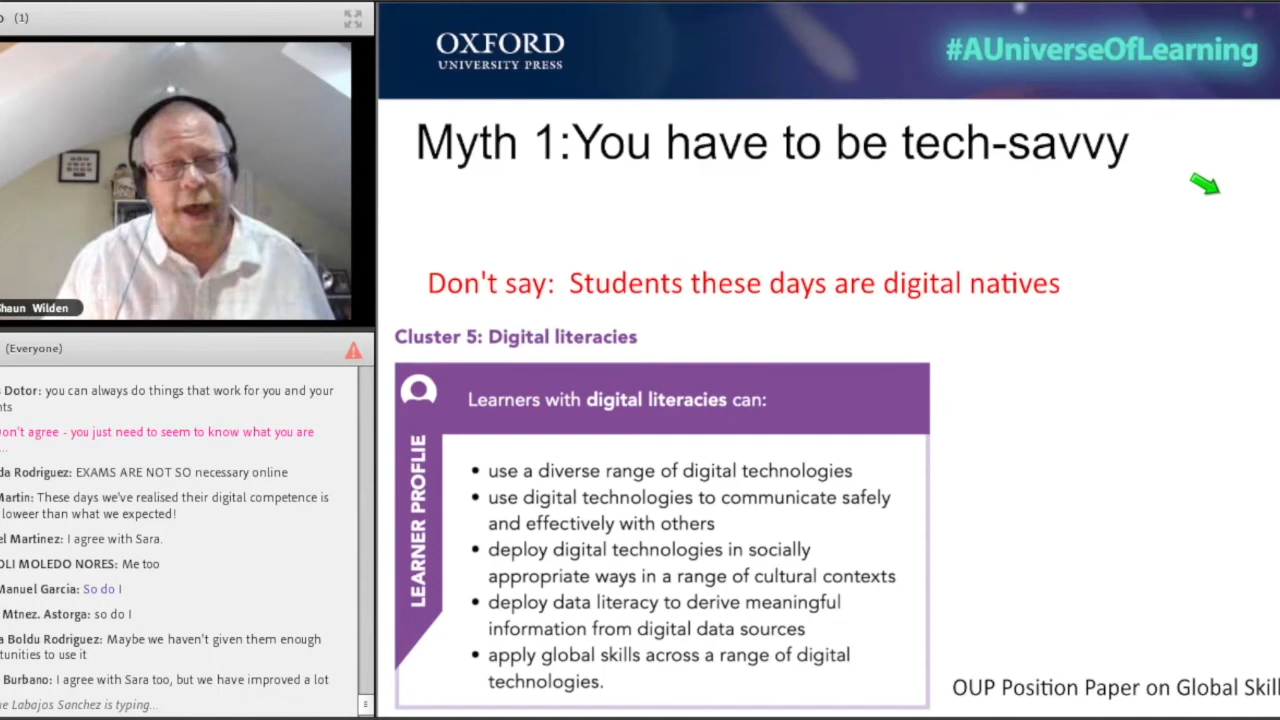 (1)
Shaun Wilden
(Everyone)
Dotor: you can always do things that work for you and your
agree - you just need to seem to know what you are
...
Rodriguez: EXAMS ARE NOT SO necessary online
Martin: These days we've realised their digital competence is
loweer than what we expected!
Martinez: I agree with Sara.
MOLEDO NORES: Me too
Manuel Garcia: So do I
Mtnez. Astorga: so do I
Boldu Rodriguez: Maybe we haven't given them enough
to use it
Burbano: I agree with Sara too, but we have improved a lot
Labajos Sanchez is typing...
OXFORD
UNIVERSITY PRESS
#AUniverseOfLearning
Myth 1:You have to be tech-savvy
Don't say: Students these days are digital natives
Cluster 5: Digital literacies
LEARNER PROFLIE
Learners with digital literacies can:
• use a diverse range of digital technologies
• use digital technologies to communicate safely
and effectively with others
• deploy digital technologies in socially
appropriate ways in a range of cultural contexts
• deploy data literacy to derive meaningful
information from digital data sources
• apply global skills across a range of digital
technologies.
OUP Position Paper on Global